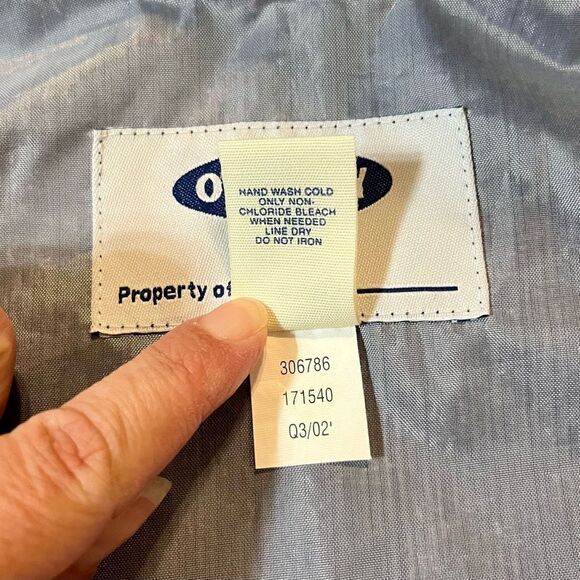 HAND WASH COLD
ONLY NON-
CHLORIDE BLEACH
WHEN NEEDED
LINE DRY
DO NOT IRON
Property of
306786
171540
Q3/02'